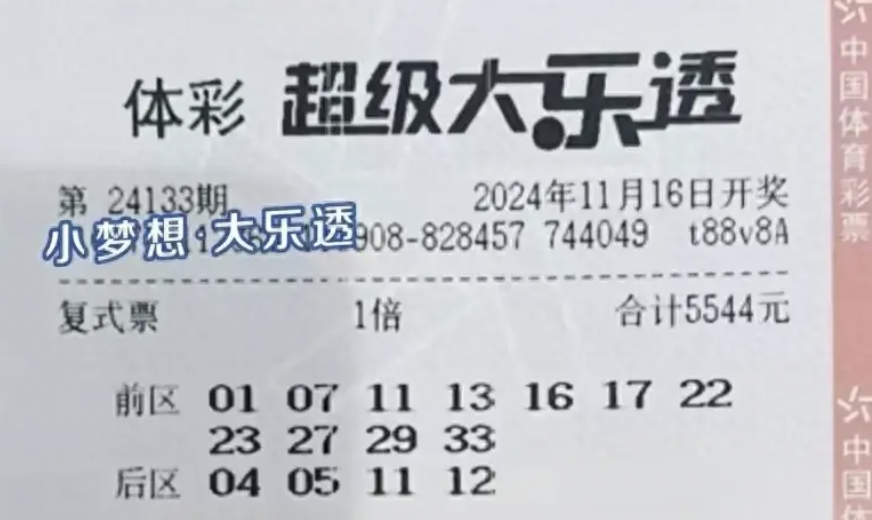 体彩 超级大乐透
第 24133期 2024年11月16日开奖
小梦想 大乐透
908-828457 744049 t88v8A
复式票 1倍 合计5544元
前区 01 07 11 13 16 17 22
23 27 29 33
后区 04 05 11 12
中国体育彩票
中国体